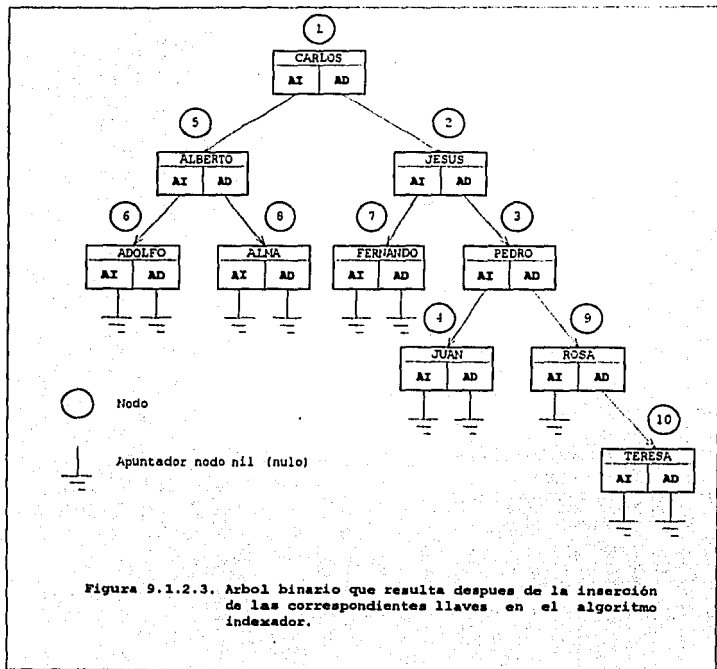 1
CARLOS
AI AD
5 2
ALBERTO JESUS
AI AD AI AD
6 8 7 3
ADOLFO ALMA FERNANDO PEDRO
AI AD AI AD AI AD AI AD
4 9
JUAN ROSA
AI AD AI AD
Nodo
10
Apuntador nodo nil (nulo)
TERESA
AI AD
Figura 9.1.2.3. Arbol binario que resulta despues de la inserción
de las correspondientes llaves en el algoritmo
indexador.